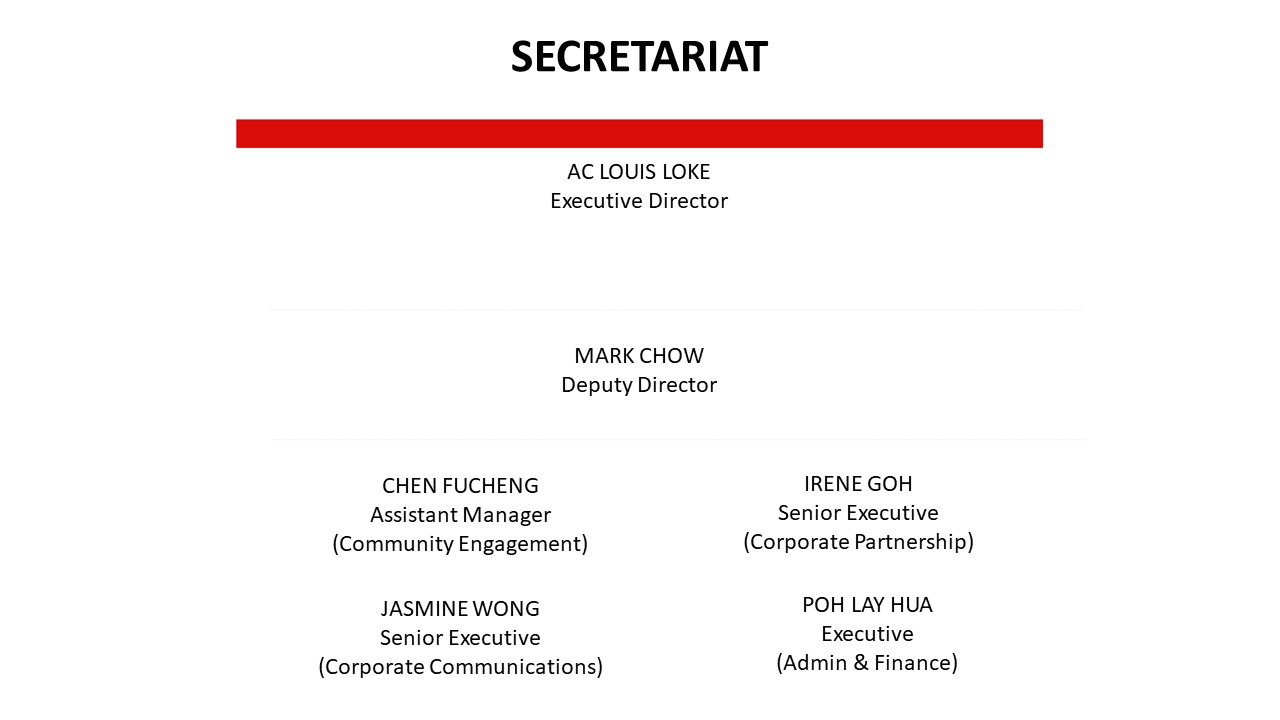 SECRETARIAT
AC LOUIS LOKE
Executive Director
MARK CHOW
Deputy Director
CHEN FUCHENG
Assistant Manager
(Community Engagement)
IRENE GOH
Senior Executive
(Corporate Partnership)
JASMINE WONG
Senior Executive
(Corporate Communications)
POH LAY HUA
Executive
(Admin & Finance)